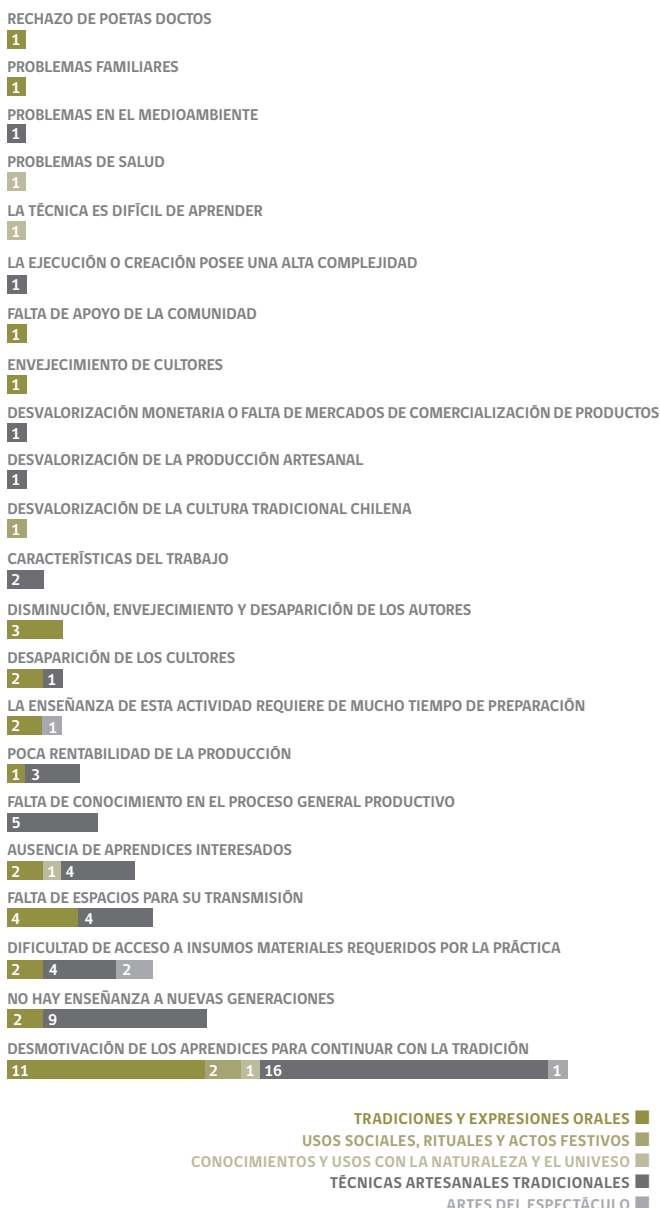 RECHAZO DE POETAS DOCTOS
1
PROBLEMAS FAMILIARES
1
PROBLEMAS EN EL MEDIOAMBIENTE
1
PROBLEMAS DE SALUD
1
LA TÉCNICA ES DIFÍCIL DE APRENDER
1
LA EJECUCIÓN O CREACIÓN POSEE UNA ALTA COMPLEJIDAD
1
FALTA DE APOYO DE LA COMUNIDAD
1
ENVEJECIMIENTO DE CULTORES
1
DESVALORIZACIÓN MONETARIA O FALTA DE MERCADOS DE COMERCIALIZACIÓN DE PRODUCTOS
1
DESVALORIZACIÓN DE LA PRODUCCIÓN ARTESANAL
1
DESVALORIZACIÓN DE LA CULTURA TRADICIONAL CHILENA
1
CARACTERÍSTICAS DEL TRABAJO
2
DISMINUCIÓN, ENVEJECIMIENTO Y DESAPARICIÓN DE LOS AUTORES
3
DESAPARICIÓN DE LOS CULTORES
2 1
LA ENSEÑANZA DE ESTA ACTIVIDAD REQUIERE DE MUCHO TIEMPO DE PREPARACIÓN
2 1
POCA RENTABILIDAD DE LA PRODUCCIÓN
1 3
FALTA DE CONOCIMIENTO EN EL PROCESO GENERAL PRODUCTIVO
5
AUSENCIA DE APRENDICES INTERESADOS
2 1 4
FALTA DE ESPACIOS PARA SU TRANSMISIÓN
4 4
DIFICULTAD DE ACCESO A INSUMOS MATERIALES REQUERIDOS POR LA PRÁCTICA
2 4 2
NO HAY ENSEÑANZA A NUEVAS GENERACIONES
2 9
DESMOTIVACIÓN DE LOS APRENDICES PARA CONTINUAR CON LA TRADICIÓN
11 2 1 16 1
TRADICIONES Y EXPRESIONES ORALES
USOS SOCIALES, RITUALES Y ACTOS FESTIVOS
CONOCIMIENTOS Y USOS CON LA NATURALEZA Y EL UNIVESO
TÉCNICAS ARTESANALES TRADICIONALES
ARTES DEL ESPECTÁCULO